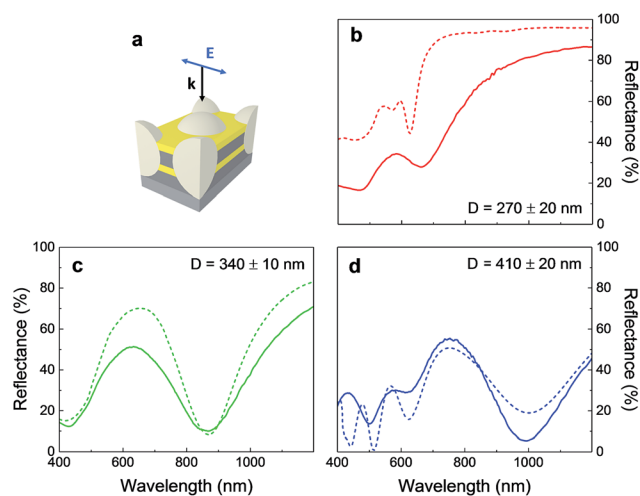 a
E
k
b
100
80
60
40
20
0
Reflectance (%)
D = 270 ± 20 nm
c
D = 340 ± 10 nm
100
80
60
40
20
0
Reflectance (%)
400 600 800 1000
Wavelength (nm)
d
D = 410 ± 20 nm
100
80
60
40
20
0
Reflectance (%)
400 600 800 1000
Wavelength (nm)